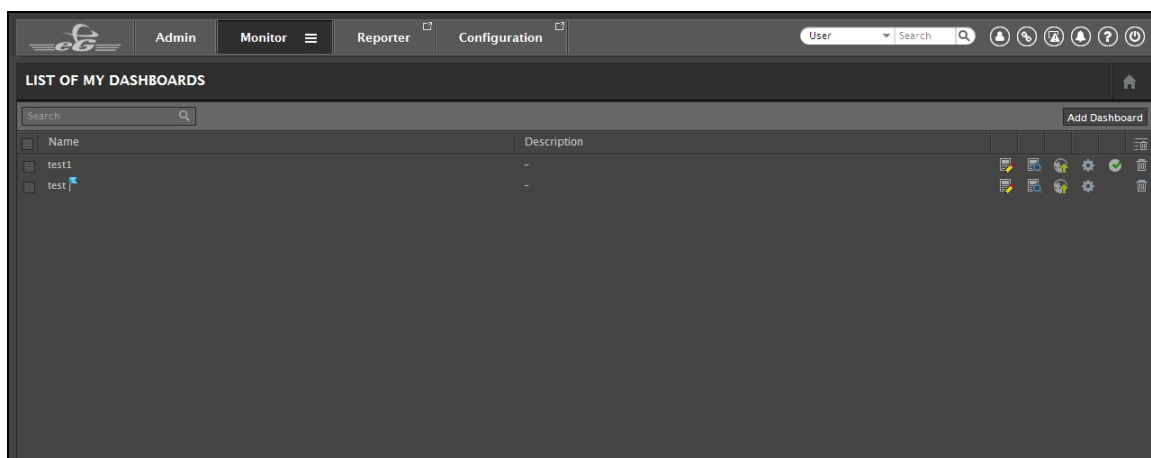 eG Admin Monitor Reporter Configuration User Search
LIST OF MY DASHBOARDS
Search Add Dashboard
Name Description
test1 -
test -